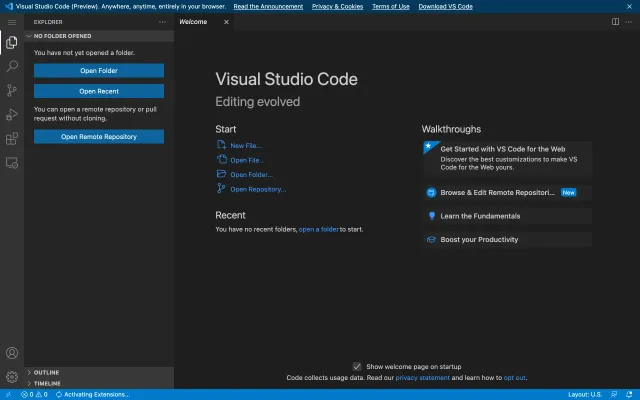 Visual Studio Code (Preview). Anywhere, anytime, entirely in your browser. Read the Announcement Privacy & Cookies Terms of Use Download VS Code
EXPLORER
Welcome
NO FOLDER OPENED
You have not yet opened a folder.
Open Folder
Open Recent
You can open a remote repository or pull
request without cloning.
Open Remote Repository
Visual Studio Code
Editing evolved
Start
New File...
Open File...
Open Folder...
Open Repository...
Recent
You have no recent folders, open a folder to start.
Walkthroughs
Get Started with VS Code for the Web
Discover the best customizations to make VS
Code for the Web yours.
Browse & Edit Remote Repositori... New
Learn the Fundamentals
Boost your Productivity
Show welcome page on startup
Code collects usage data. Read our privacy statement and learn how to opt out.
OUTLINE
TIMELINE
0 0 Activating Extensions... Layout: U.S.